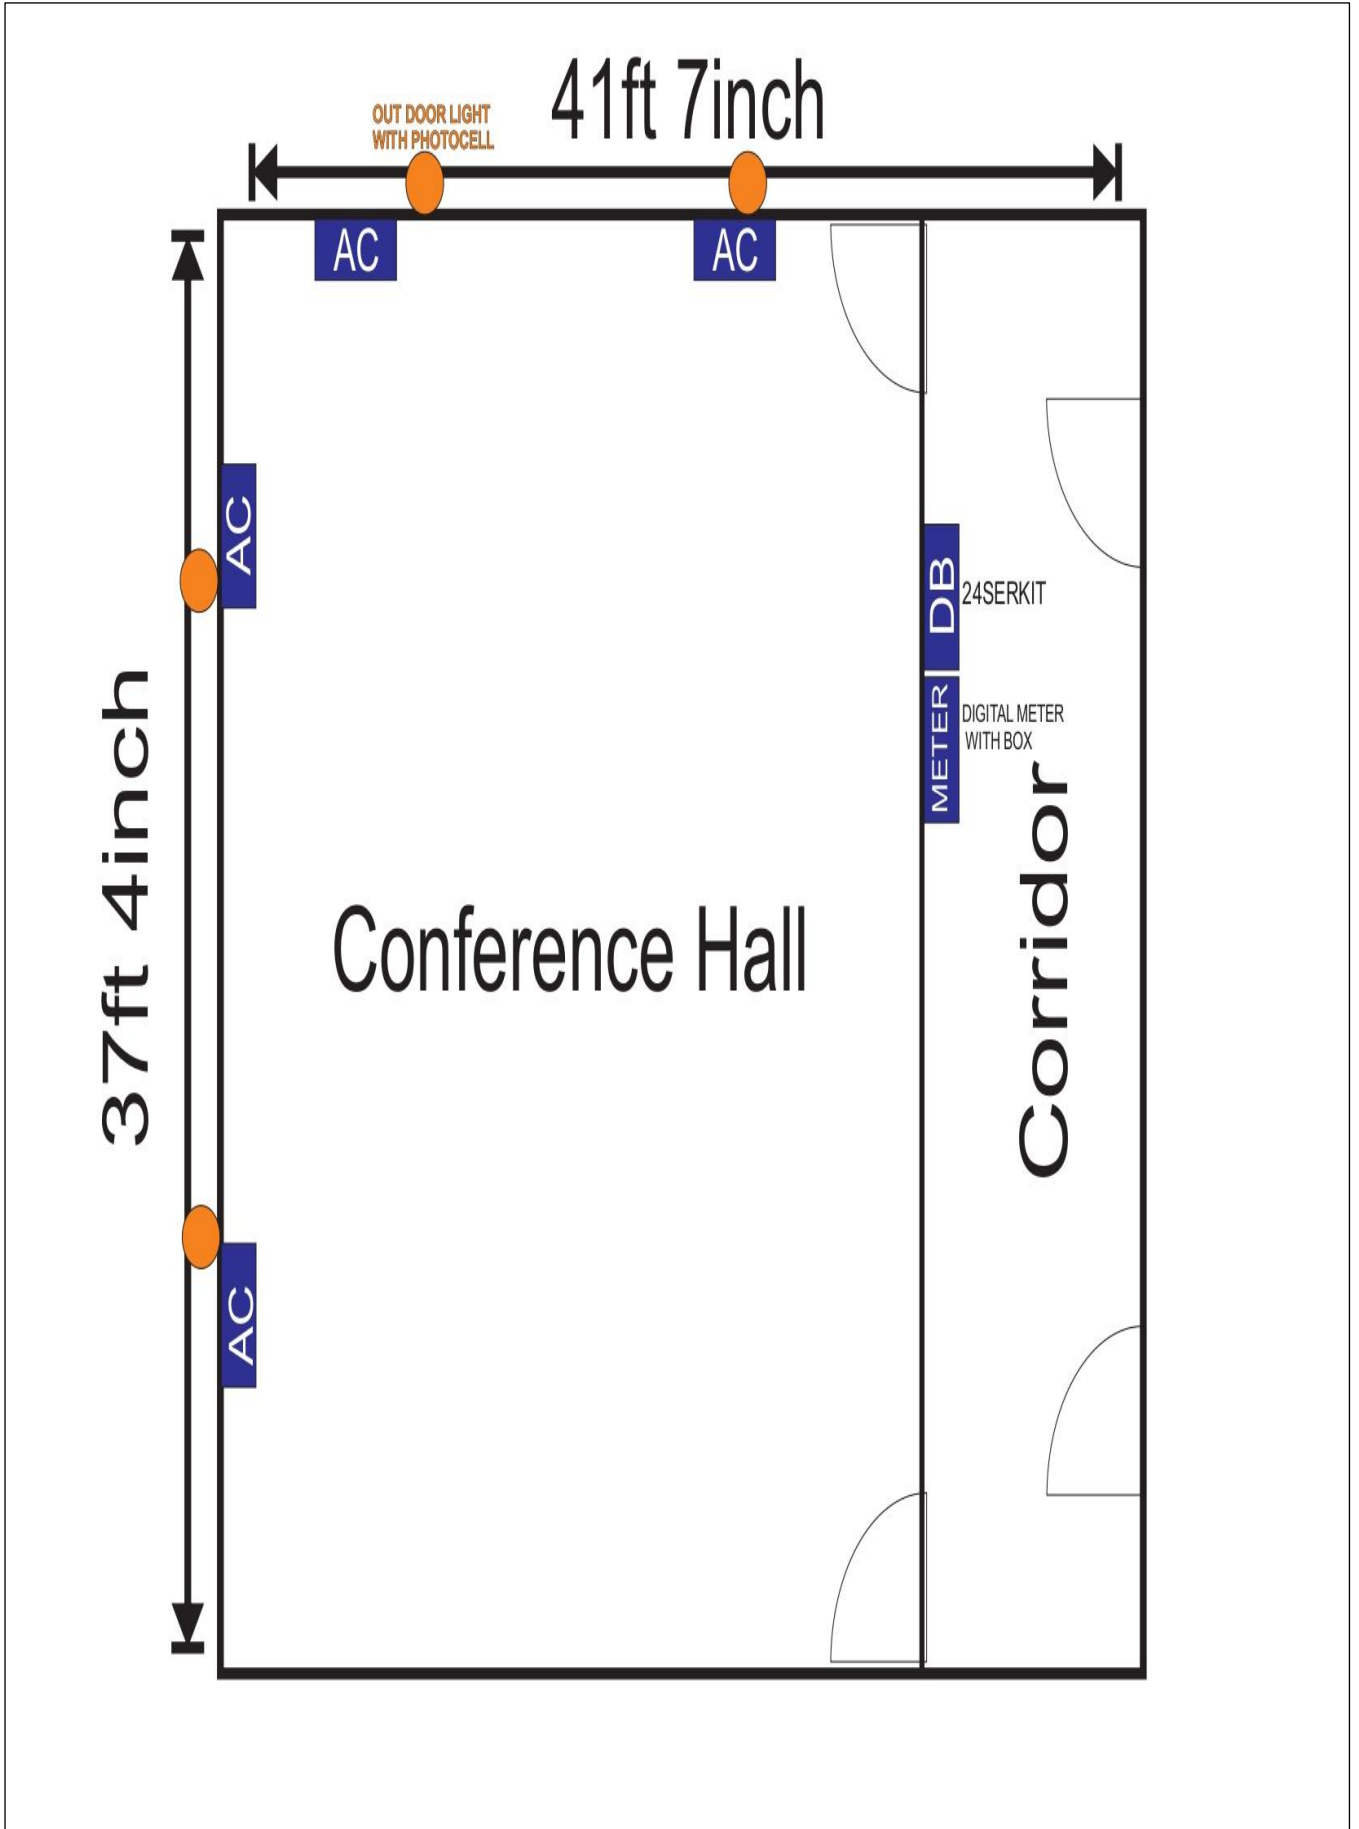 41ft 7inch
OUT DOOR LIGHT
WITH PHOTOCELL
AC
AC
AC
DB
24SERKIT
METER
DIGITAL METER
WITH BOX
37ft 4inch
Conference Hall
Corridor
AC